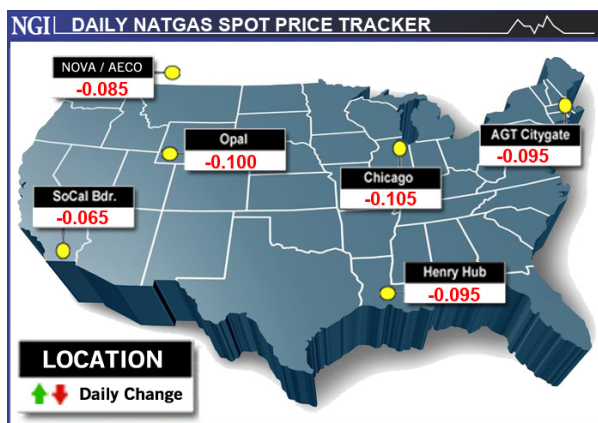 NGI DAILY NATGAS SPOT PRICE TRACKER
NOVA / AECO
-0.085
Opal
-0.100
AGT Citygate
-0.095
Chicago
-0.105
SoCal Bdr.
-0.065
Henry Hub
-0.095
LOCATION
Daily Change